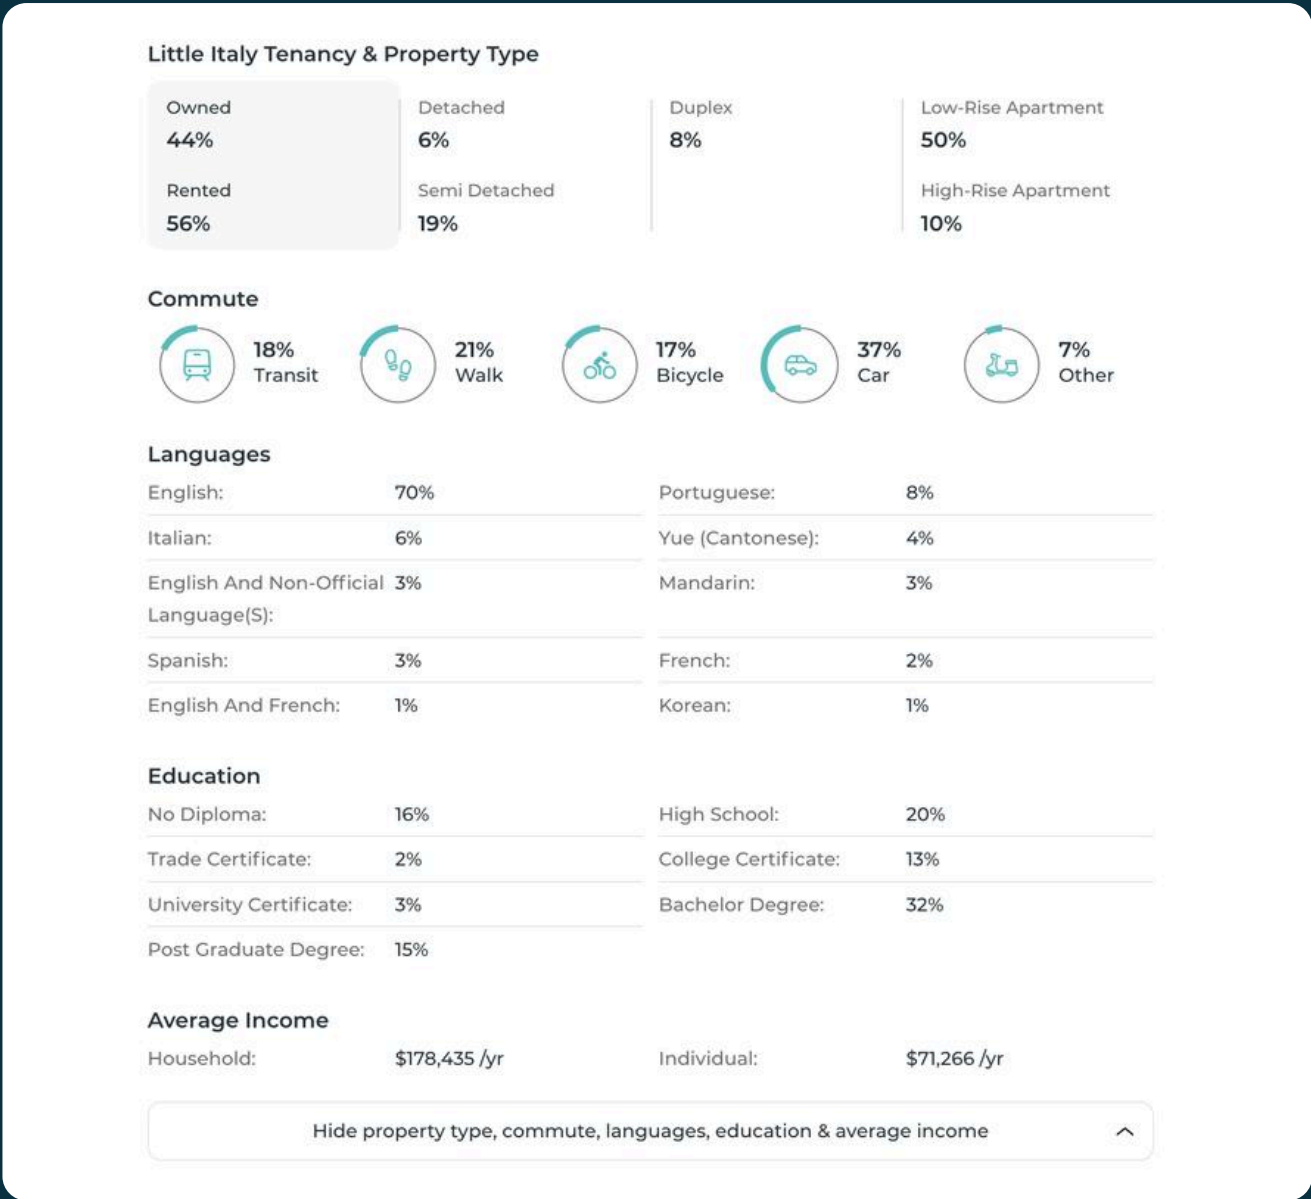 Little Italy Tenancy & Property Type
Owned
44%
Rented
56%
Detached
6%
Semi Detached
19%
Duplex
8%
Low-Rise Apartment
50%
High-Rise Apartment
10%
Commute
18%
Transit
21%
Walk
17%
Bicycle
37%
Car
7%
Other
Languages
English: 70% Portuguese: 8%
Italian: 6% Yue (Cantonese): 4%
English And Non-Official 3% Mandarin: 3%
Language(S):
Spanish: 3% French: 2%
English And French: 1% Korean: 1%
Education
No Diploma: 16% High School: 20%
Trade Certificate: 2% College Certificate: 13%
University Certificate: 3% Bachelor Degree: 32%
Post Graduate Degree: 15%
Average Income
Household: $178,435 /yr Individual: $71,266 /yr
Hide property type, commute, languages, education & average income